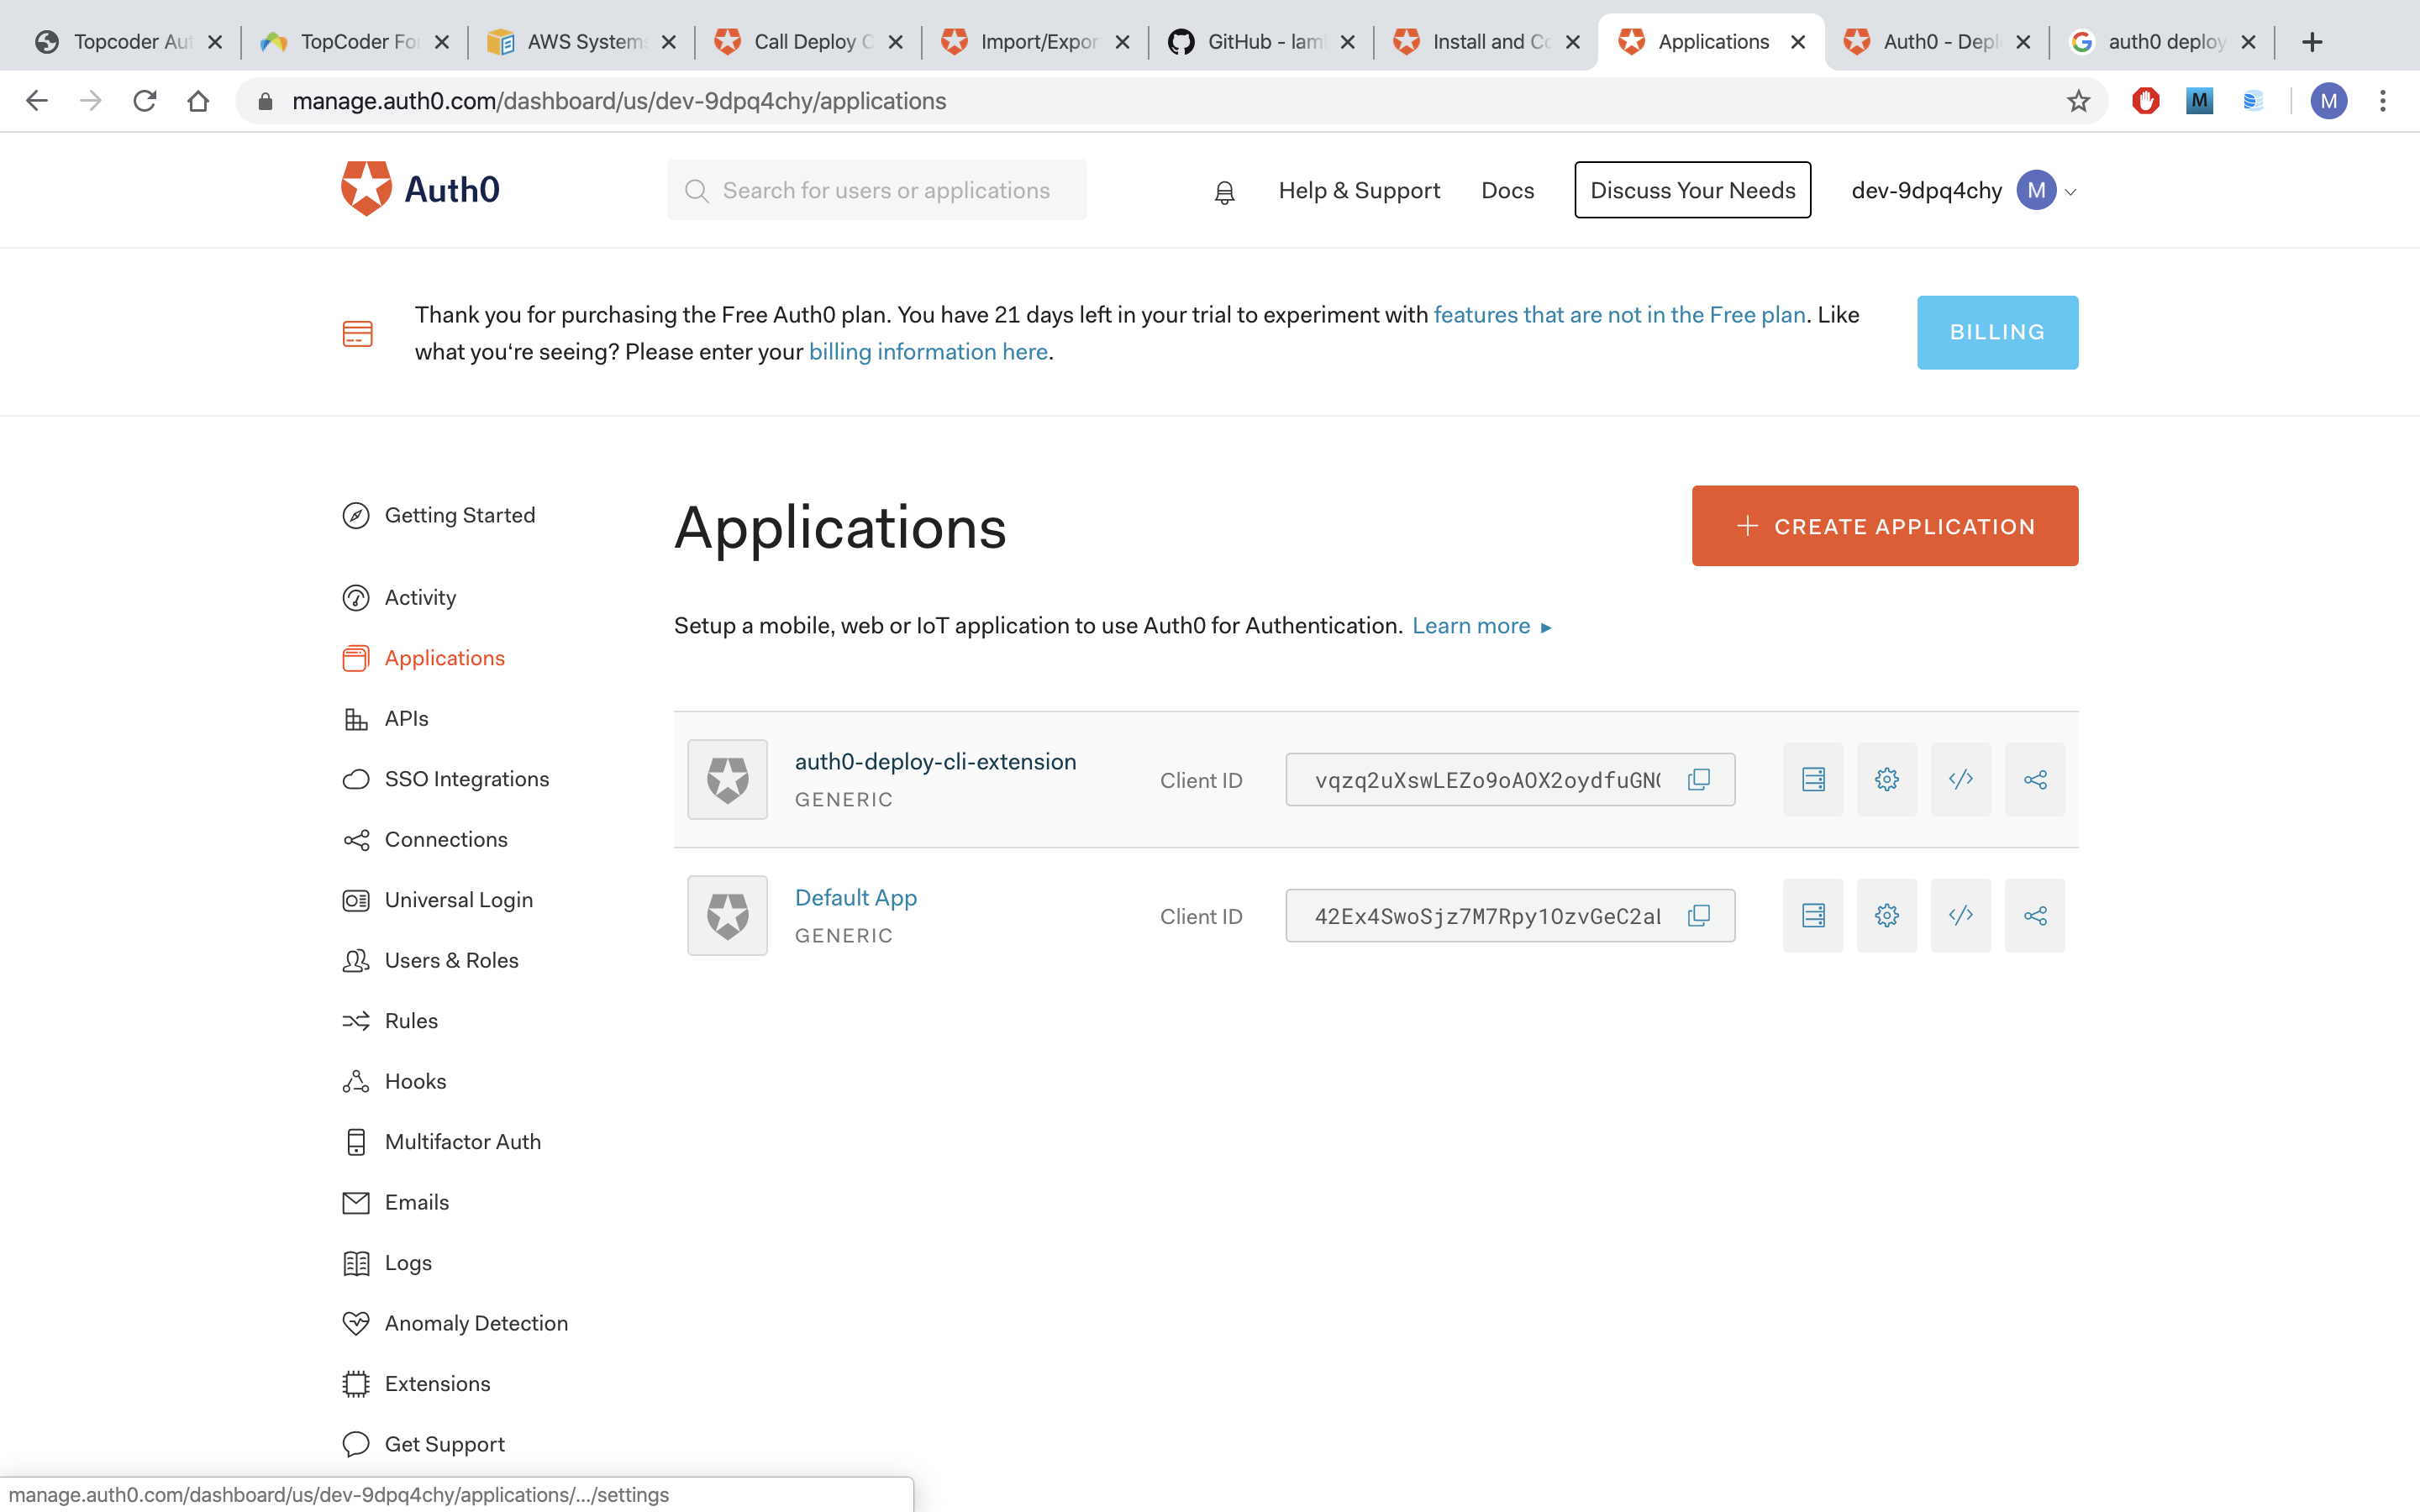 Topcoder Aut
TopCoder For
AWS Systems
Call Deploy C
Import/Expor
GitHub - lam
Install and Co
Applications
Auth0 - Depl
auth0 deploy
manage.auth0.com/dashboard/us/dev-9dpq4chy/applications
M
M
Auth0
Search for users or applications
Help & Support
Docs
Discuss Your Needs
dev-9dpq4chy
M
Thank you for purchasing the Free Auth0 plan. You have 21 days left in your trial to experiment with features that are not in the Free plan. Like
what you‘re seeing? Please enter your billing information here.
BILLING
Getting Started
Activity
Applications
APIs
SSO Integrations
Connections
Universal Login
Users & Roles
Rules
Hooks
Multifactor Auth
Emails
Logs
Anomaly Detection
Extensions
Get Support
Applications
+ CREATE APPLICATION
Setup a mobile, web or IoT application to use Auth0 for Authentication. Learn more ▸
auth0-deploy-cli-extension
GENERIC
Client ID
vqzq2uXswLEZo9oAOX2oydfuGN
Default App
GENERIC
Client ID
42Ex4SwoSjz7M7Rpy1OzvGeC2a
manage.auth0.com/dashboard/us/dev-9dpq4chy/applications/.../settings